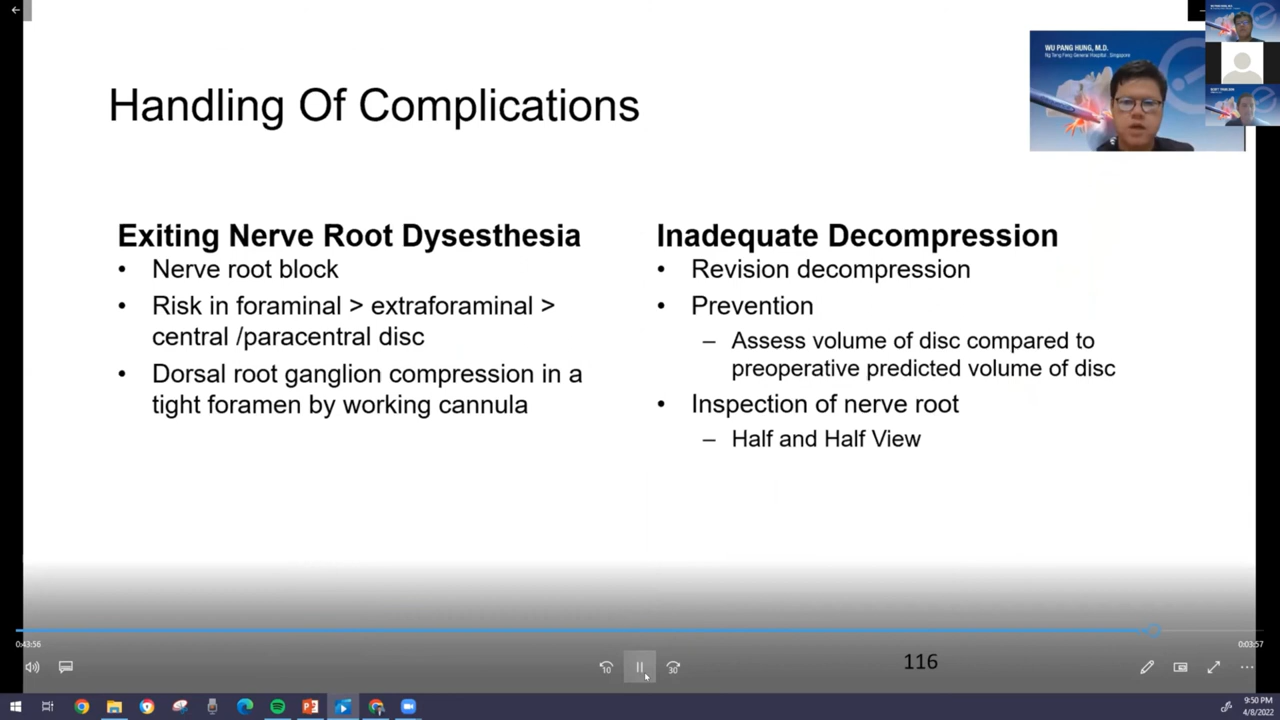 Handling Of Complications
WU PANG HUNG, M.D.
Ng Teng Fong General Hospital, Singapore
Exiting Nerve Root Dysesthesia
• Nerve root block
• Risk in foraminal > extraforaminal >
central /paracentral disc
• Dorsal root ganglion compression in a
tight foramen by working cannula
Inadequate Decompression
• Revision decompression
• Prevention
– Assess volume of disc compared to
preoperative predicted volume of disc
• Inspection of nerve root
– Half and Half View
0:43:56
0:03:57
10
30
116
9:50 PM
4/8/2022